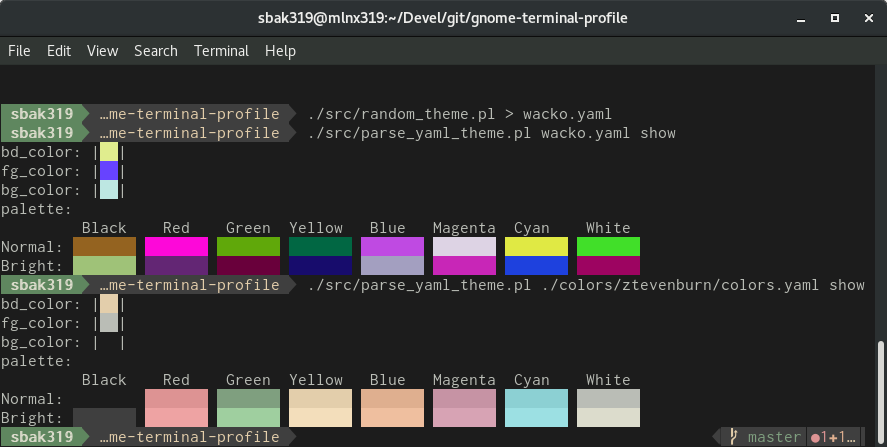 sbak319@mlnx319:~/Devel/git/gnome-terminal-profile
File Edit View Search Terminal Help
sbak319 …me-terminal-profile ./src/random_theme.pl > wacko.yaml
sbak319 …me-terminal-profile ./src/parse_yaml_theme.pl wacko.yaml show
bd_color: | |
fg_color: | |
bg_color: | |
palette:
Black Red Green Yellow Blue Magenta Cyan White
Normal:
Bright:
sbak319 …me-terminal-profile ./src/parse_yaml_theme.pl ./colors/ztevenburn/colors.yaml show
bd_color: | |
fg_color: | |
bg_color: | |
palette:
Black Red Green Yellow Blue Magenta Cyan White
Normal:
Bright:
sbak319 …me-terminal-profile master ●1✚1…